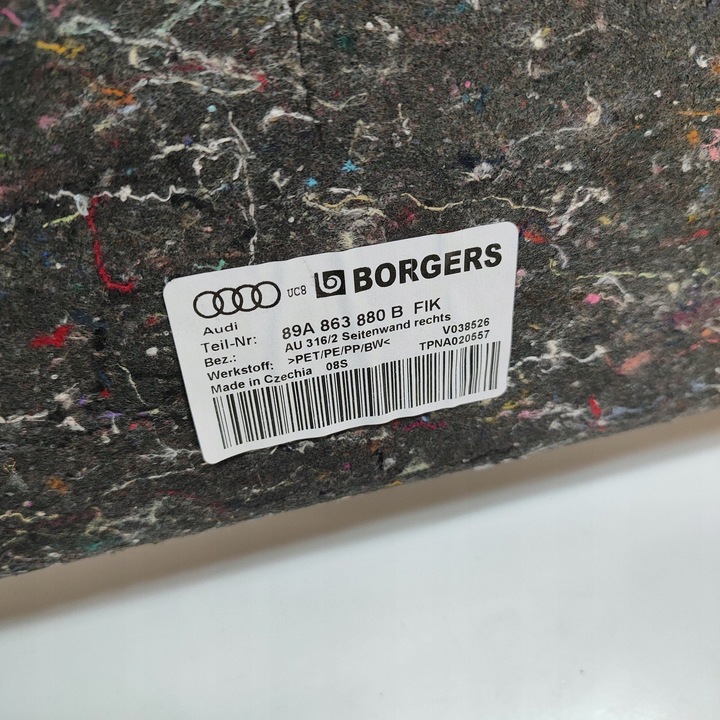 UC8 BORGERS
Audi
Teil-Nr: 89A 863 880 B FIK
Bez.: AU 316/2 Seitenwand rechts V038526
Werkstoff: >PET/PE/PP/BW< TPNA020557
Made in Czechia 08S